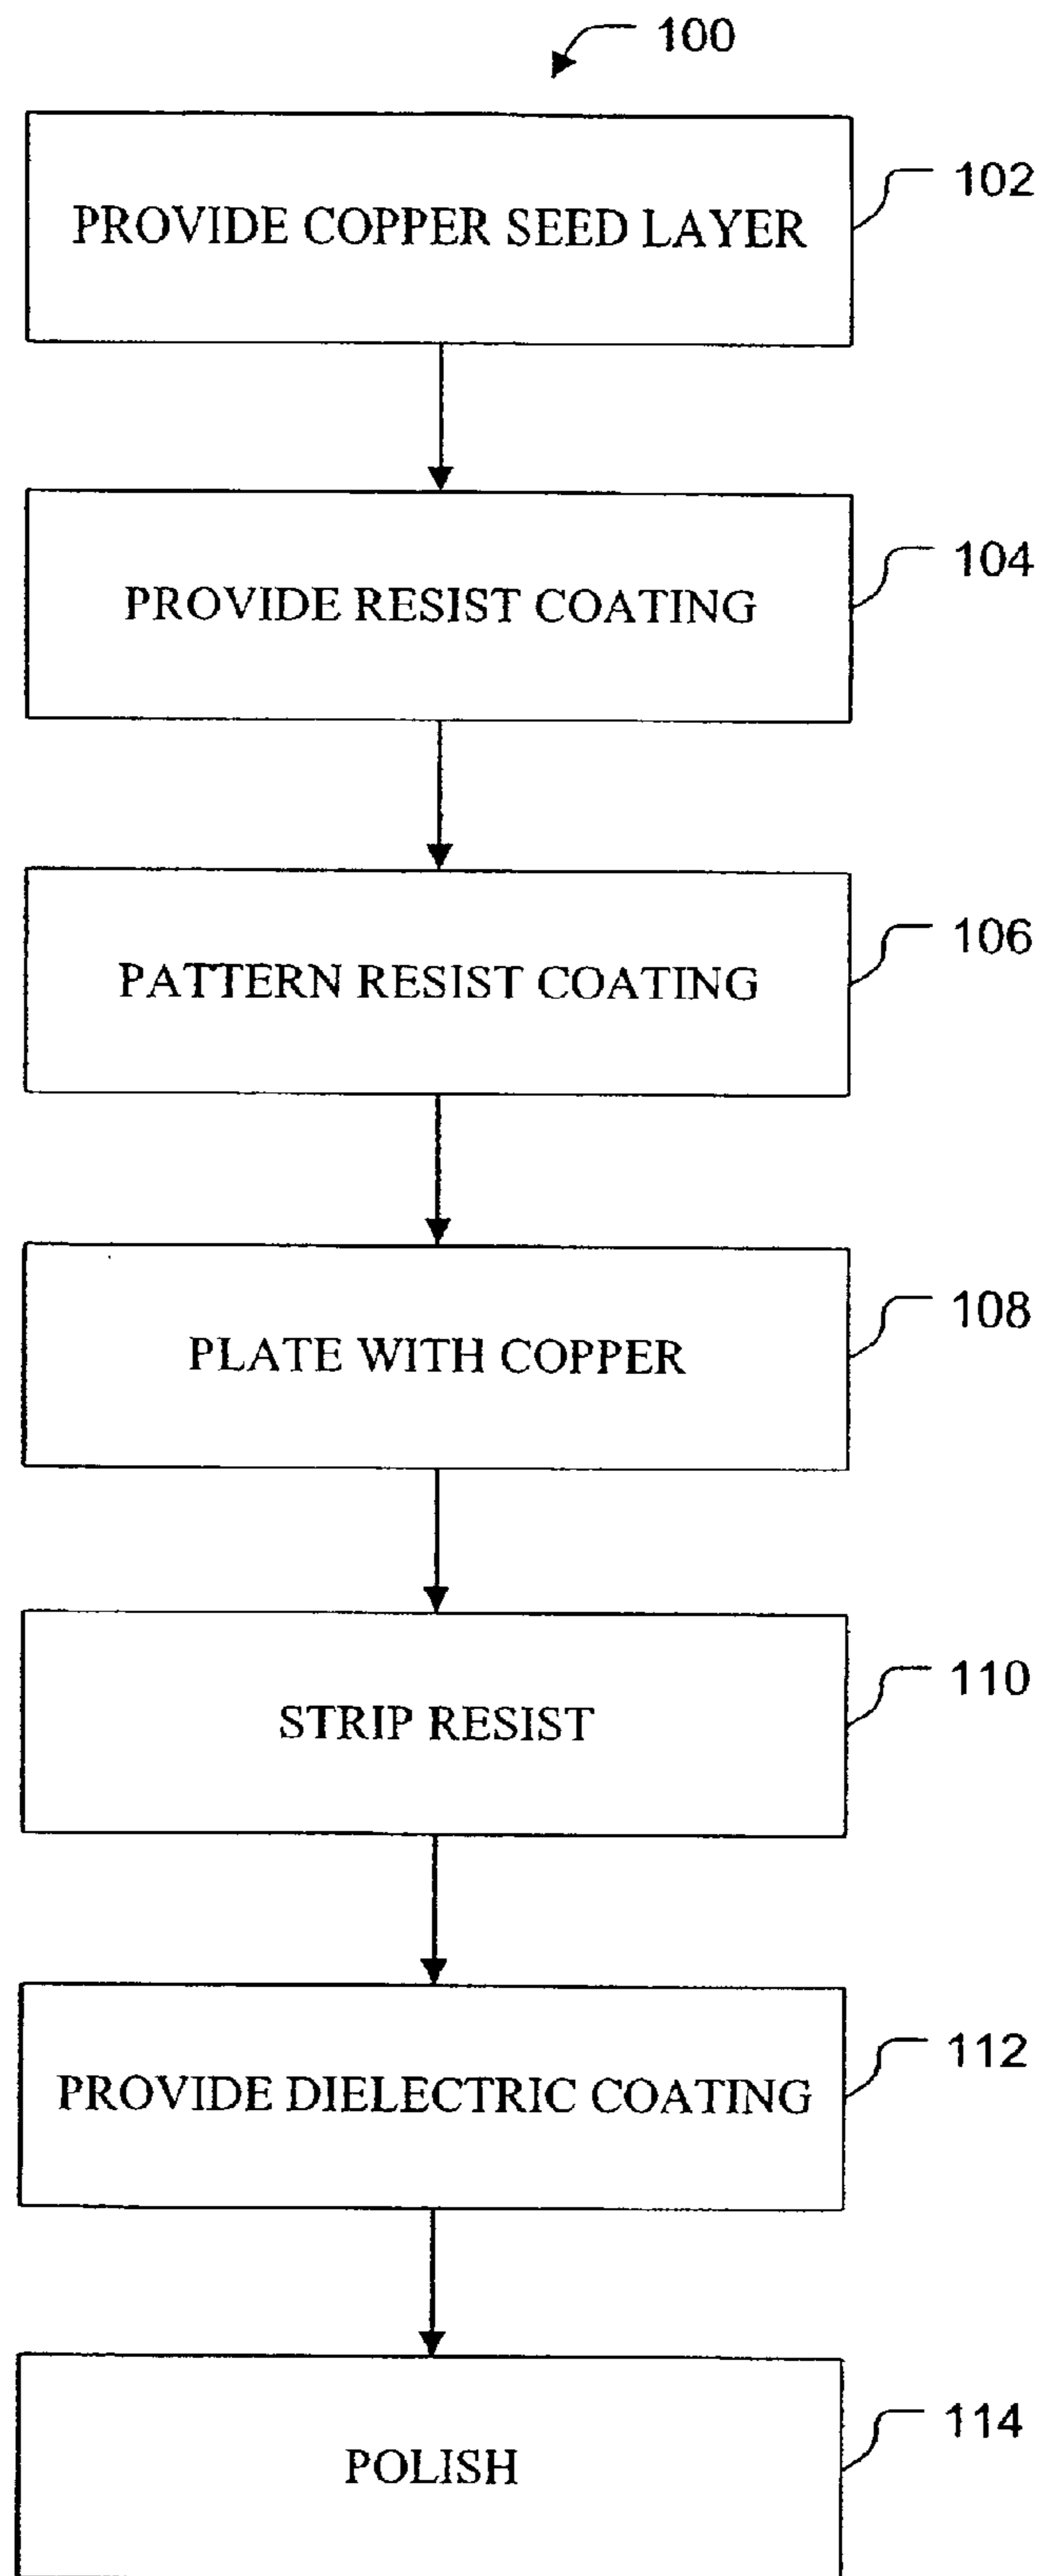 100
PROVIDE COPPER SEED LAYER
102
PROVIDE RESIST COATING
104
PATTERN RESIST COATING
106
PLATE WITH COPPER
108
STRIP RESIST
110
PROVIDE DIELECTRIC COATING
112
POLISH
114